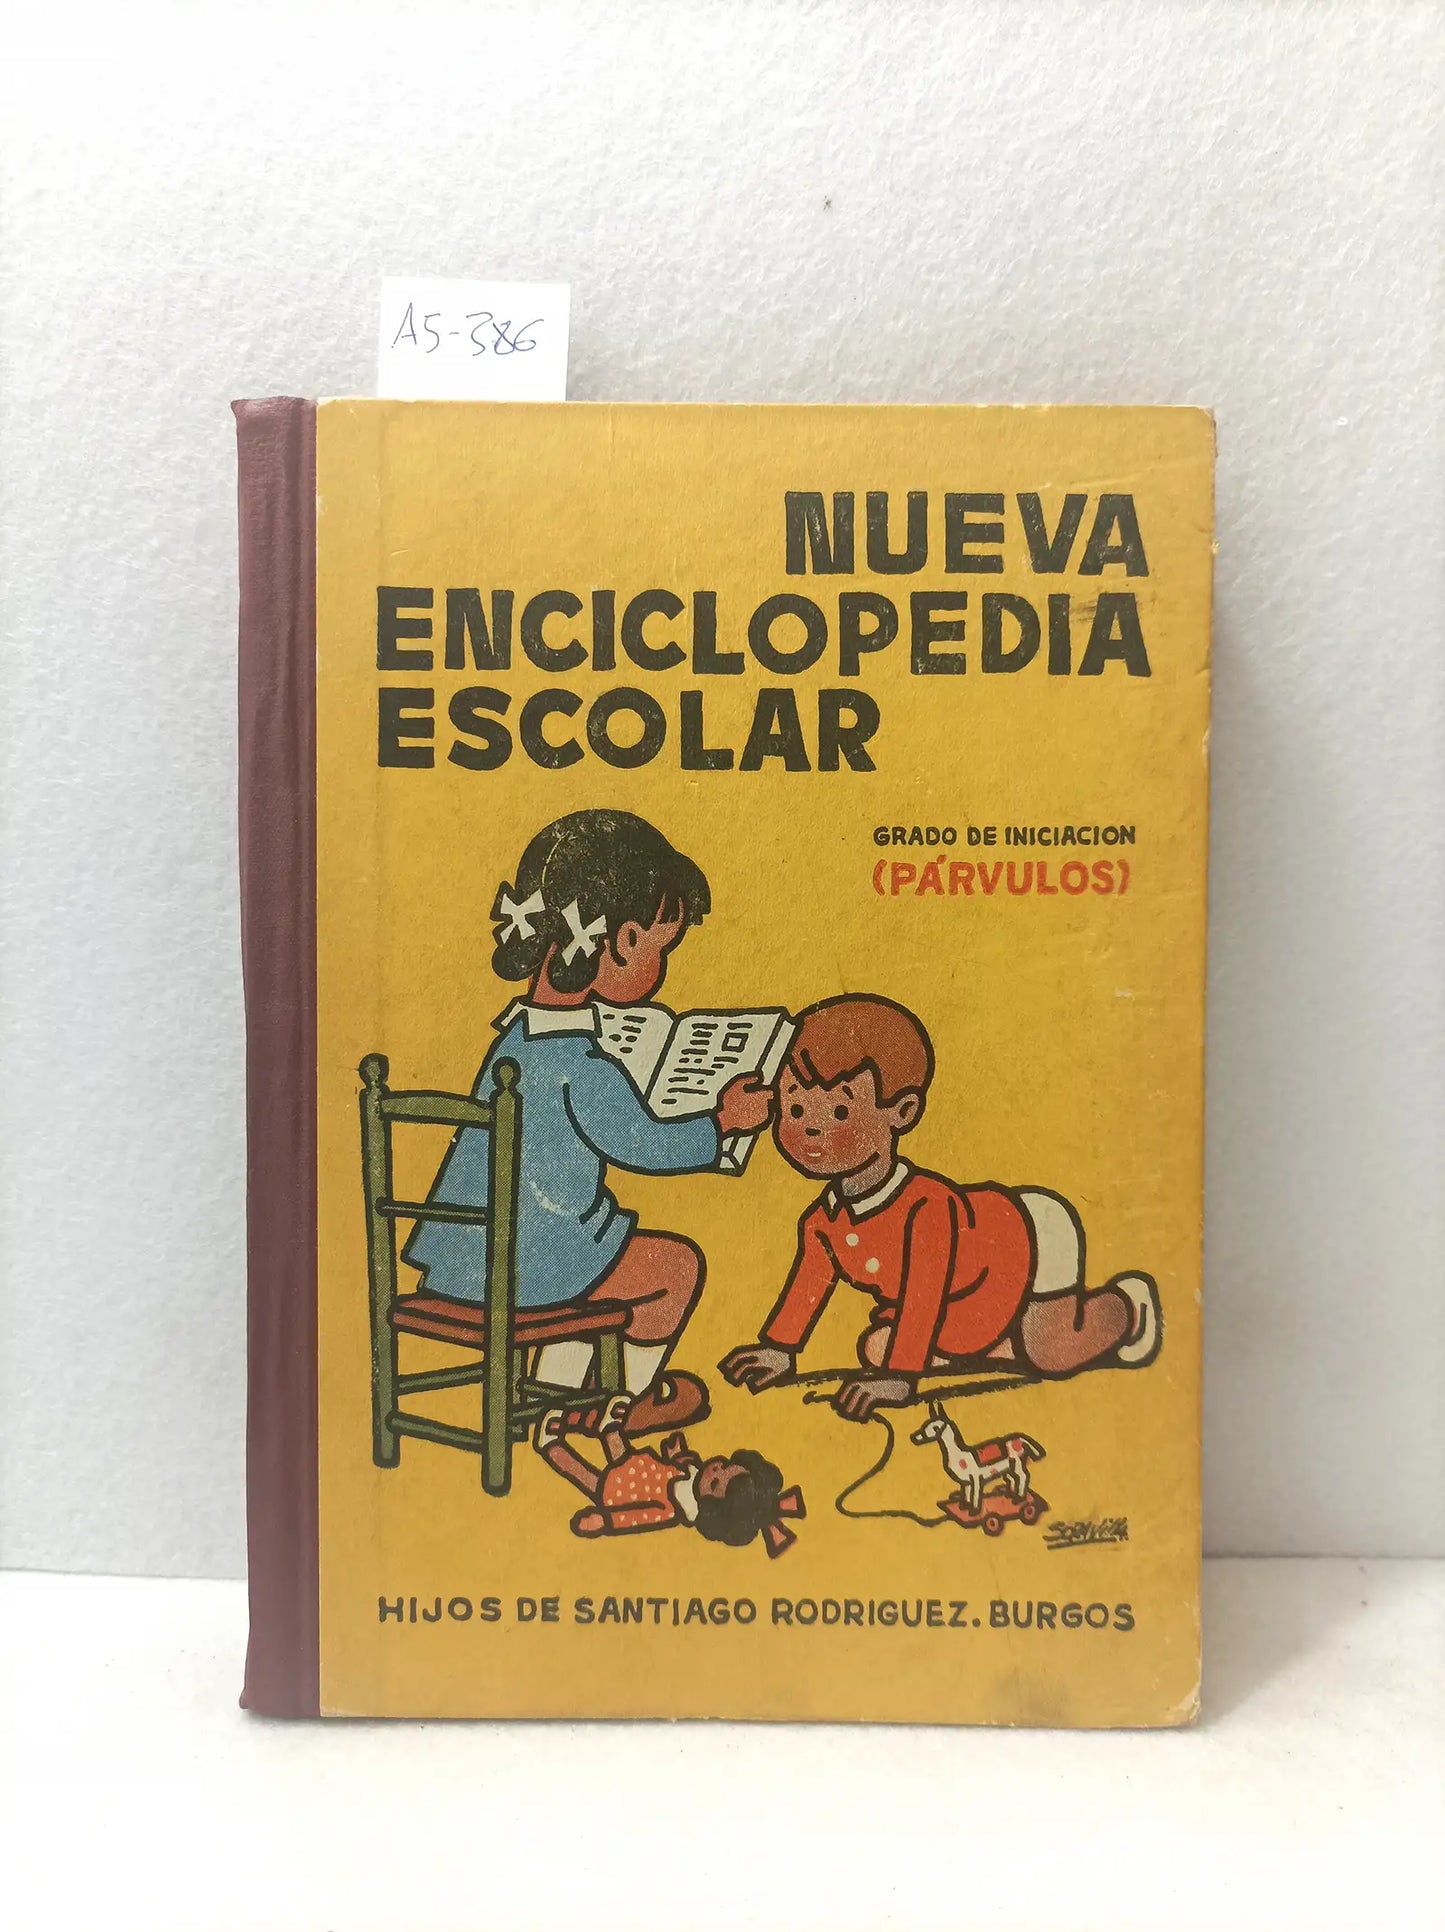 A5-386
NUEVA
ENCICLOPEDIA
ESCOLAR
GRADO DE INICIACION
(PÁRVULOS)
HIJOS DE SANTIAGO RODRIGUEZ. BURGOS